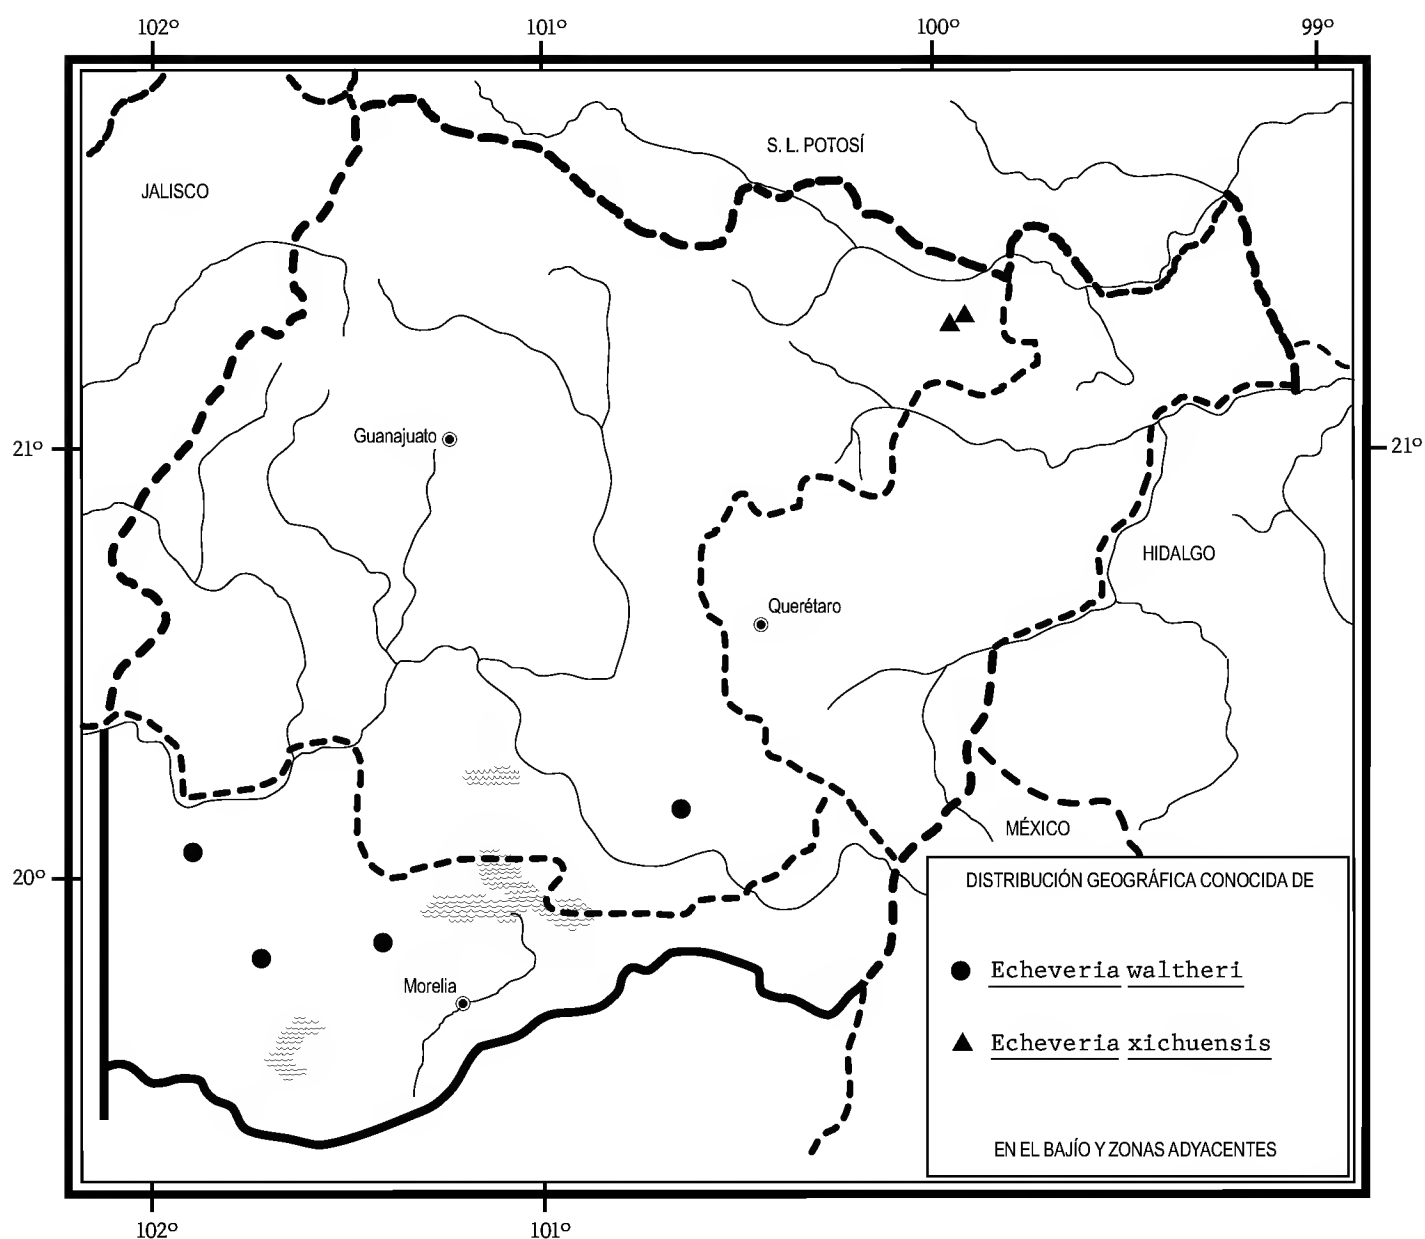 102º 101º 100º 99º
S. L. POTOSÍ
JALISCO
Guanajuato
21º
21º
HIDALGO
Querétaro
MÉXICO
20º
DISTRIBUCIÓN GEOGRÁFICA CONOCIDA DE
Echeveria waltheri
Morelia
Echeveria xichuensis
EN EL BAJÍO Y ZONAS ADYACENTES
102º 101º